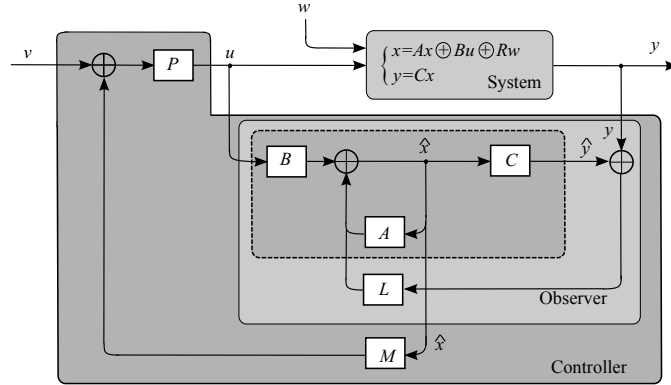 w
v
P
u
x=Ax⊕Bu⊕Rw
y=Cx
System
y
y
B
x̂
C
ŷ
A
L
Observer
M
x̂
Controller